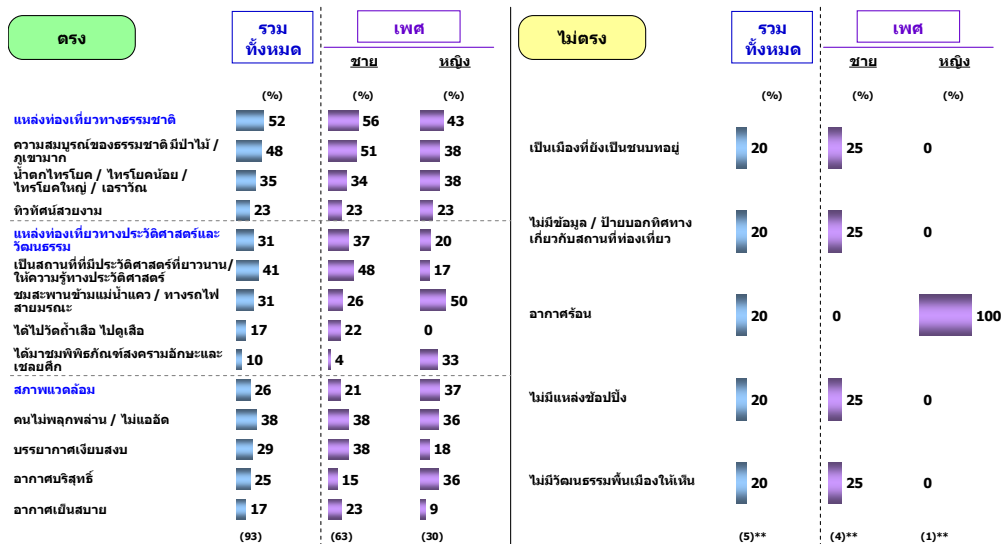 ตรง
รวม
ทั้งหมด
เพศ
ชาย หญิง
(%) (%) (%)
แหล่งท่องเที่ยวทางธรรมชาติ 52 56 43
ความสมบูรณ์ของธรรมชาติ มีป่าไม้ /
ภูเขามาก 48 51 38
น้ำตกไทรโยค / ไทรโยคน้อย /
ไทรโยคใหญ่ / เอราวัณ 35 34 38
ทิวทัศน์สวยงาม 23 23 23
แหล่งท่องเที่ยวทางประวัติศาสตร์และ
วัฒนธรรม 31 37 20
เป็นสถานที่ที่มีประวัติศาสตร์ที่ยาวนาน/
ให้ความรู้ทางประวัติศาสตร์ 41 48 17
ชมสะพานข้ามแม่น้ำแคว / ทางรถไฟ
สายมรณะ 31 26 50
ได้ไปวัดถ้ำเสือ ไปดูเสือ 17 22 0
ได้มาชมพิพิธภัณฑ์สงครามอักษะและ
เชลยศึก 10 4 33
สภาพแวดล้อม 26 21 37
คนไม่พลุกพล่าน / ไม่แออัด 38 38 36
บรรยากาศเงียบสงบ 29 38 18
อากาศบริสุทธิ์ 25 15 36
อากาศเย็นสบาย 17 23 9
(93) (63) (30)
ไม่ตรง
รวม
ทั้งหมด
เพศ
ชาย หญิง
(%) (%) (%)
เป็นเมืองที่ยังเป็นชนบทอยู่ 20 25 0
ไม่มีข้อมูล / ป้ายบอกทิศทาง
เกี่ยวกับสถานที่ท่องเที่ยว 20 25 0
อากาศร้อน 20 0 100
ไม่มีแหล่งช้อปปิ้ง 20 25 0
ไม่มีวัฒนธรรมพื้นเมืองให้เห็น 20 25 0
(5)** (4)** (1)**